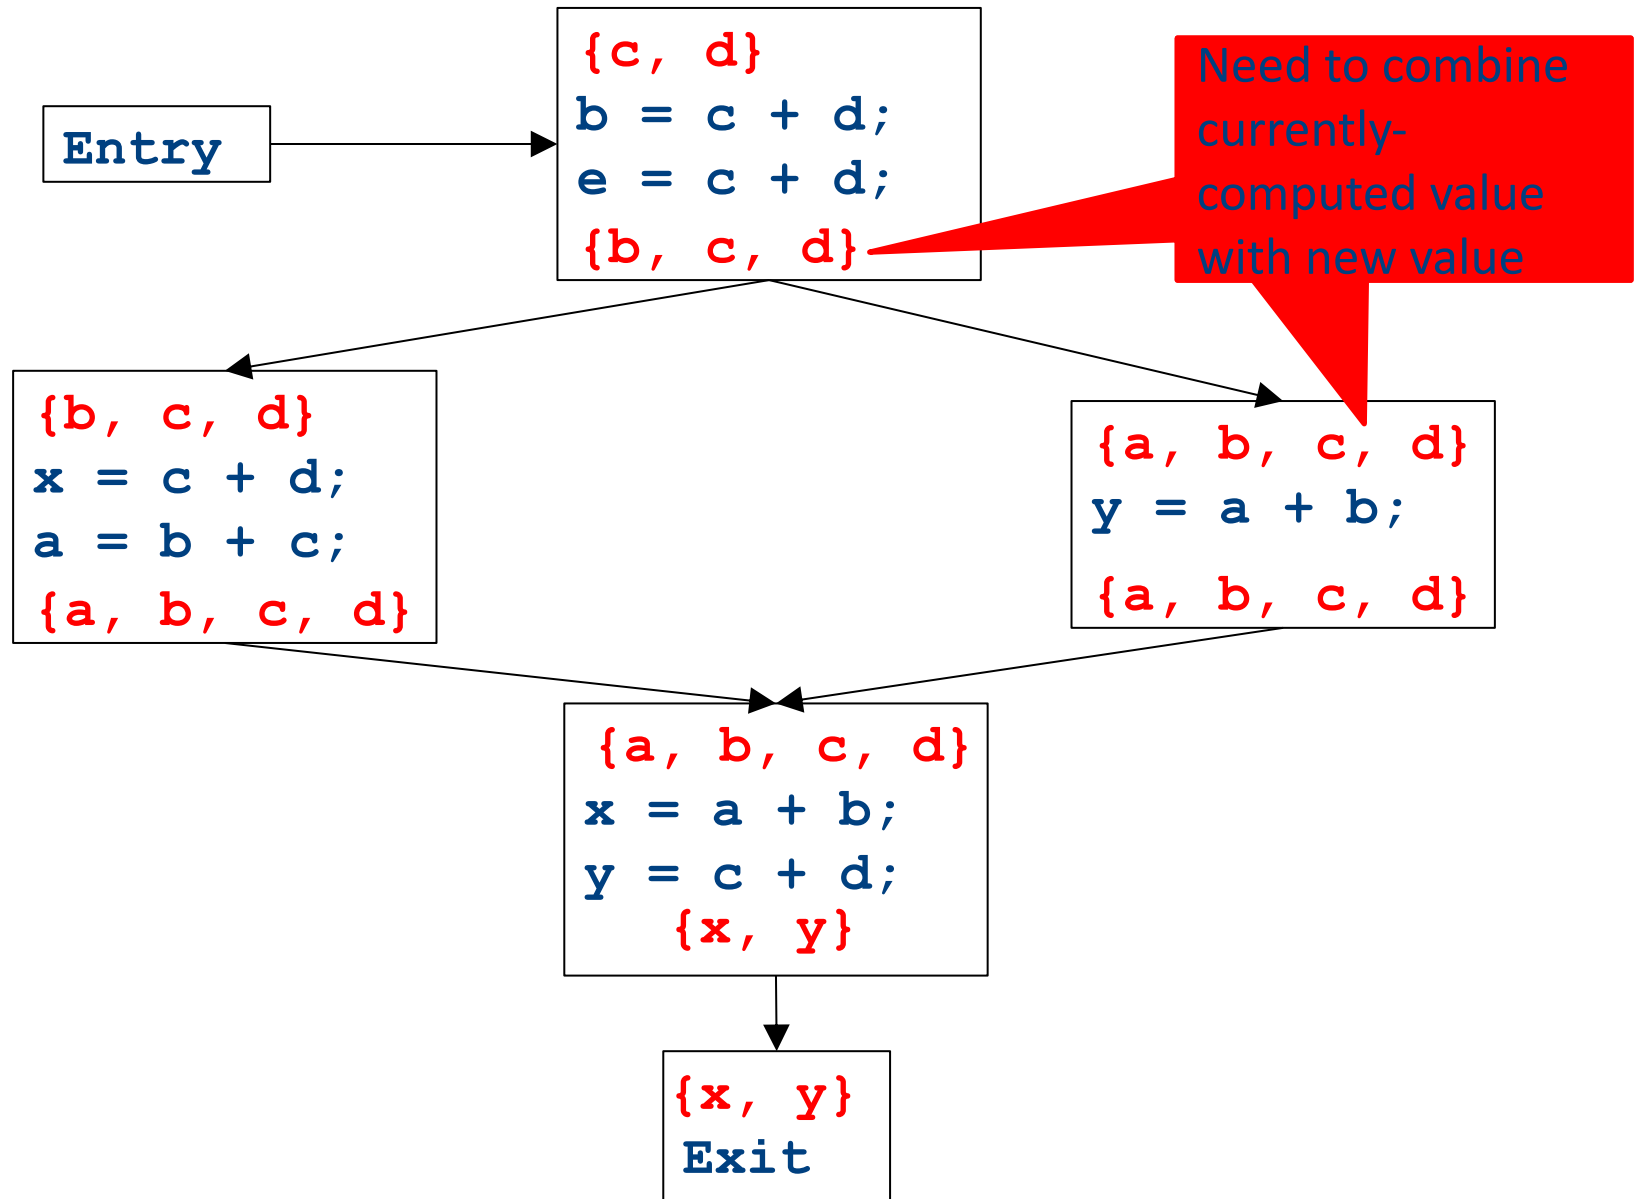 {c, d}
b = c + d;
e = c + d;
{b, c, d}
Entry
Need to combine
currently-
computed value
with new value
{b, c, d}
x = c + d;
a = b + c;
{a, b, c, d}
{a, b, c, d}
y = a + b;
{a, b, c, d}
{a, b, c, d}
x = a + b;
y = c + d;
{x, y}
{x, y}
Exit